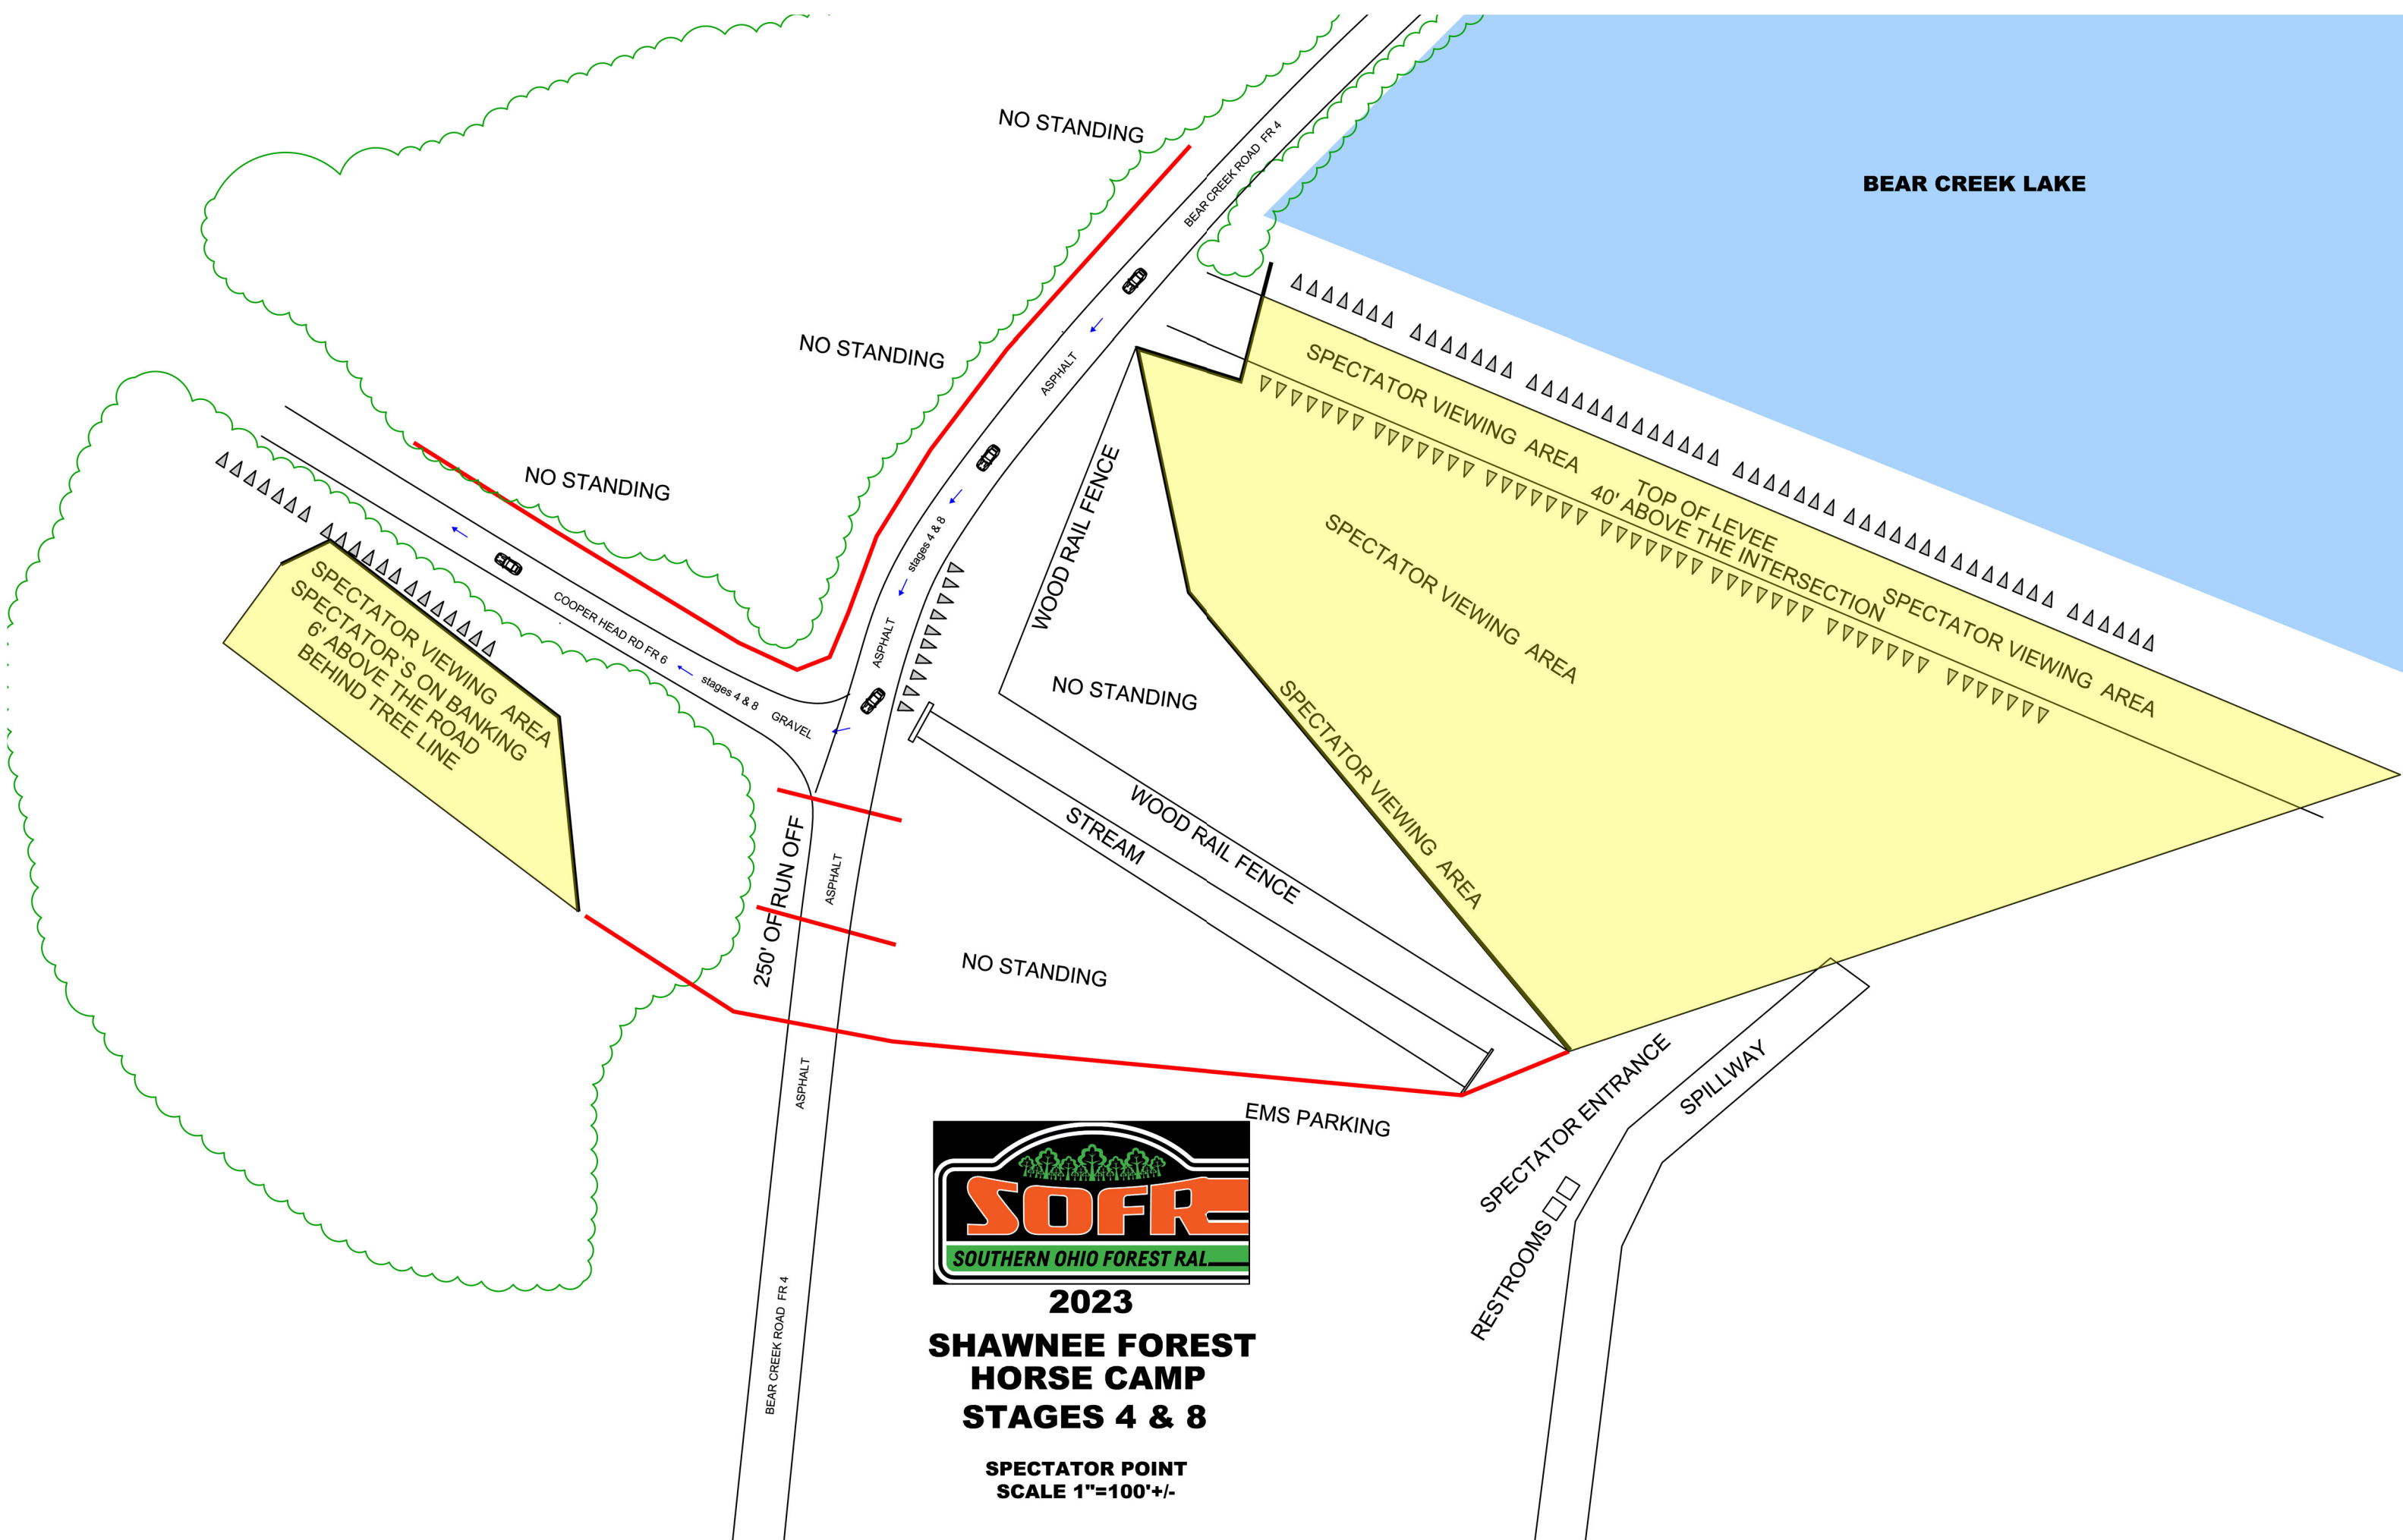 NO STANDING
BEAR CREEK ROAD  FR 4
BEAR CREEK LAKE
NO STANDING
ASPHALT
SPECTATOR VIEWING  AREA
TOP OF LEVEE
40' ABOVE THE INTERSECTION
SPECTATOR VIEWING  AREA
NO STANDING
stages 4 & 8
WOOD RAIL FENCE
SPECTATOR VIEWING  AREA
SPECTATOR VIEWING  AREA
SPECTATOR'S ON BANKING
6' ABOVE THE ROAD
BEHIND TREE LINE
COOPER HEAD RD FR 6
stages 4 & 8
GRAVEL
ASPHALT
NO STANDING
SPECTATOR VIEWING  AREA
WOOD RAIL FENCE
STREAM
250' OF RUN OFF
ASPHALT
NO STANDING
ASPHALT
EMS PARKING
SPECTATOR ENTRANCE
SPILLWAY
RESTROOMS
BEAR CREEK ROAD  FR 4
SOFR
SOUTHERN OHIO FOREST RAL
2023
SHAWNEE FOREST
HORSE CAMP
STAGES 4 & 8
SPECTATOR POINT
SCALE 1"=100'+/-